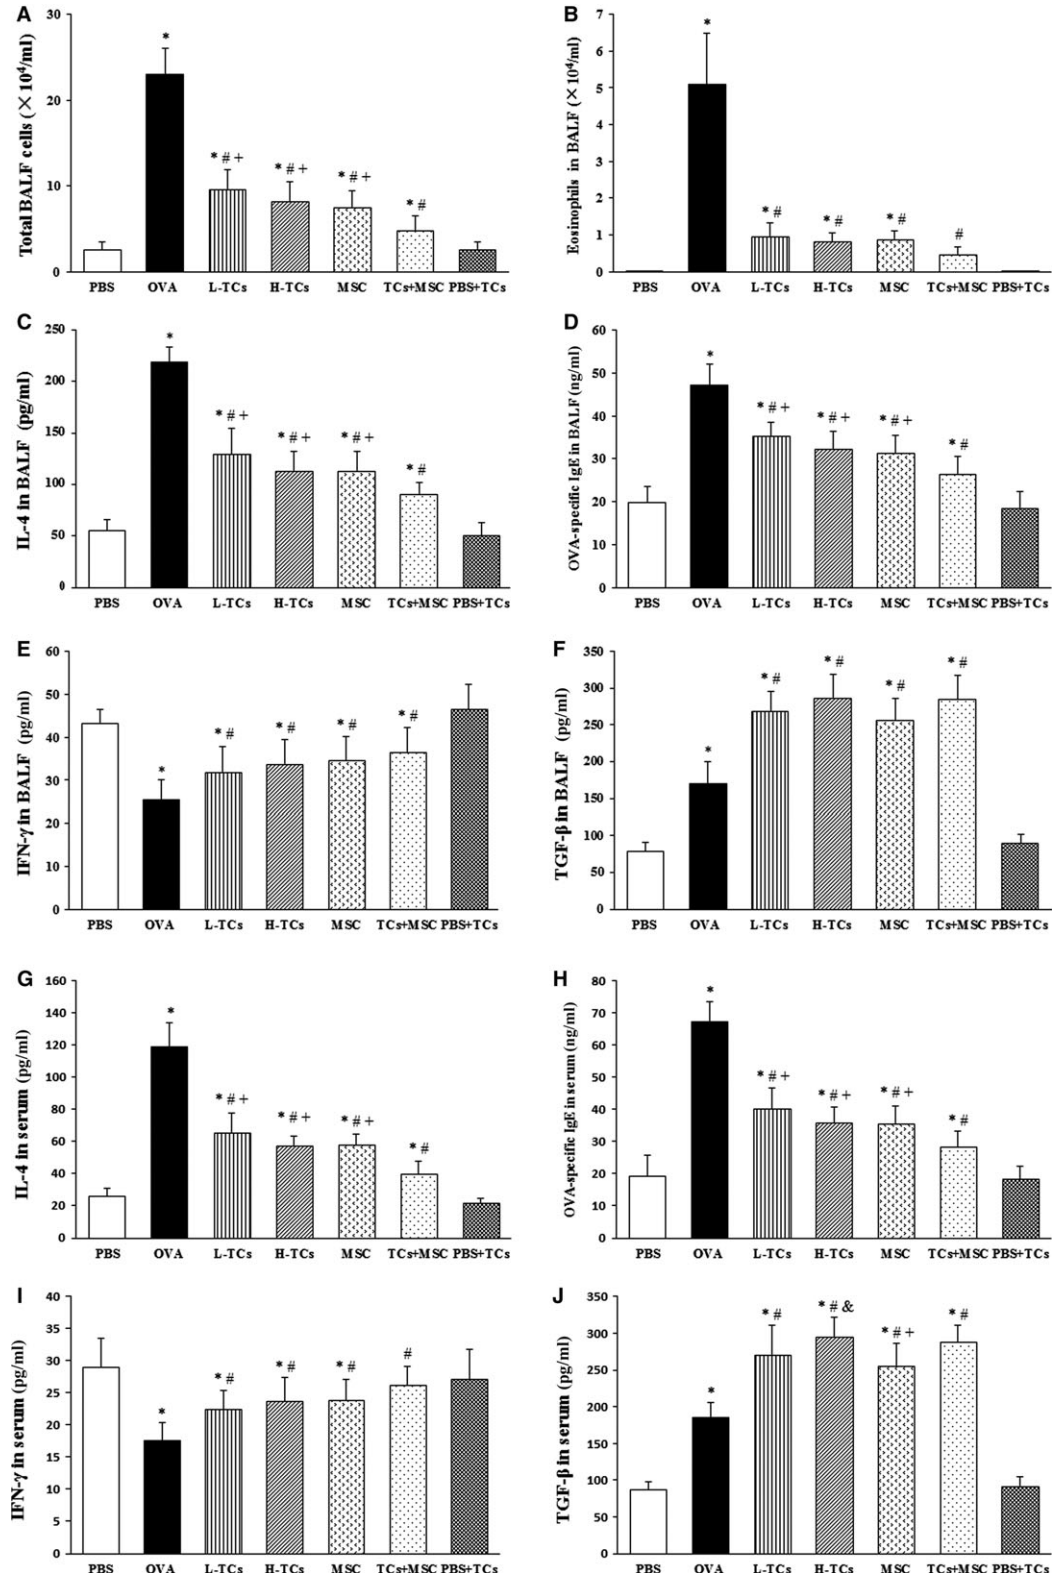 A
Total BALF cells (×10⁴/ml)
30
20
10
0
*
* # +
* # +
* # +
* #
PBS OVA L-TCs H-TCs MSC TCs+MSC PBS+TCs
B
Eosinophils in BALF (×10⁴/ml)
7
6
5
4
3
2
1
0
*
* #
* #
* #
#
PBS OVA L-TCs H-TCs MSC TCs+MSC PBS+TCs
C
IL-4 in BALF (pg/ml)
250
200
150
100
50
0
*
* # +
* # +
* # +
* #
PBS OVA L-TCs H-TCs MSC TCs+MSC PBS+TCs
D
OVA-specific IgE in BALF (ng/ml)
60
50
40
30
20
10
0
*
* # +
* # +
* # +
* #
PBS OVA L-TCs H-TCs MSC TCs+MSC PBS+TCs
E
IFN-γ in BALF (pg/ml)
60
50
40
30
20
10
0
*
* #
* #
* #
* #
PBS OVA L-TCs H-TCs MSC TCs+MSC PBS+TCs
F
TGF-β in BALF (pg/ml)
350
300
250
200
150
100
50
0
*
* #
* #
* #
* #
PBS OVA L-TCs H-TCs MSC TCs+MSC PBS+TCs
G
IL-4 in serum (pg/ml)
160
140
120
100
80
60
40
20
0
*
* # +
* # +
* # +
* #
PBS OVA L-TCs H-TCs MSC TCs+MSC PBS+TCs
H
OVA-specific IgE in serum (ng/ml)
80
70
60
50
40
30
20
10
0
*
* # +
* # +
* # +
* #
PBS OVA L-TCs H-TCs MSC TCs+MSC PBS+TCs
I
IFN-γ in serum (pg/ml)
40
35
30
25
20
15
10
5
0
*
* #
* #
* #
#
PBS OVA L-TCs H-TCs MSC TCs+MSC PBS+TCs
J
TGF-β in serum (pg/ml)
350
300
250
200
150
100
50
0
*
* #
* # &
* # +
* #
PBS OVA L-TCs H-TCs MSC TCs+MSC PBS+TCs